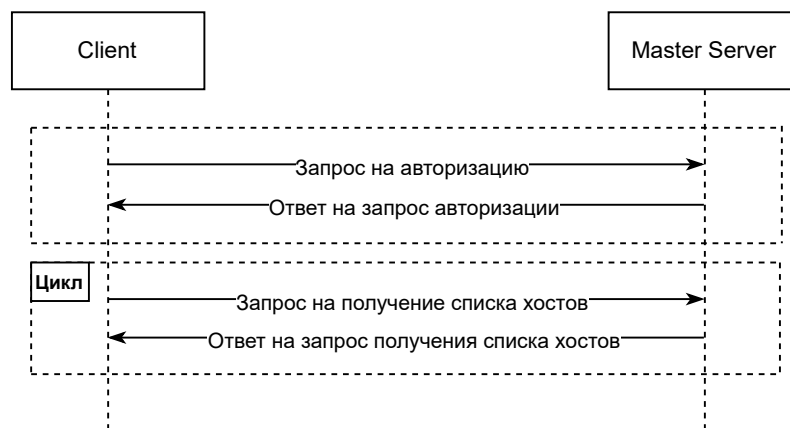 Client
Master Server
Запрос на авторизацию
Ответ на запрос авторизации
Цикл
Запрос на получение списка хостов
Ответ на запрос получения списка хостов